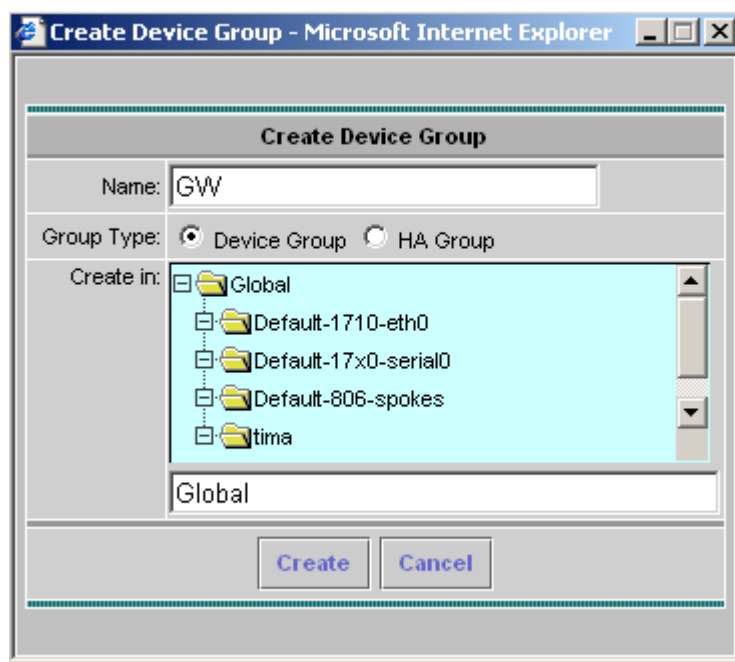 Create Device Group - Microsoft Internet Explorer
Create Device Group
Name: GW
Group Type: Device Group HA Group
Create in: Global
Default-1710-eth0
Default-17x0-serial0
Default-806-spokes
tima
Global
Create Cancel